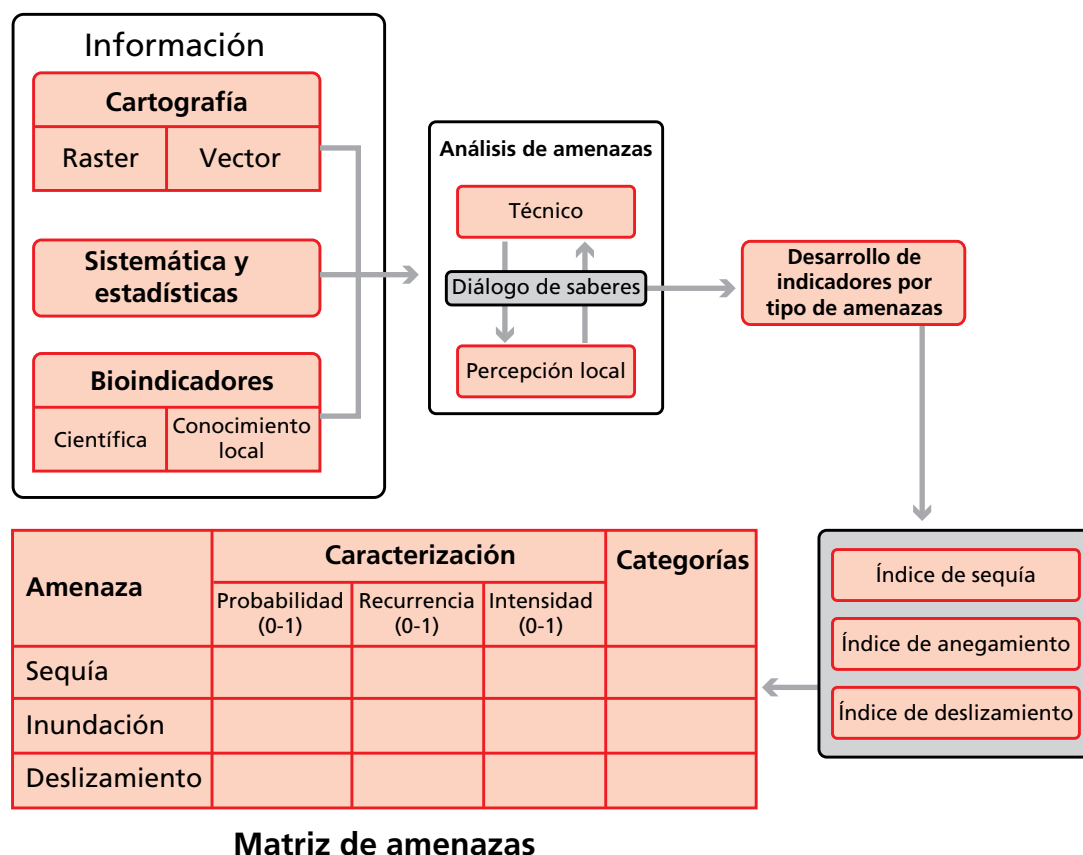 Información
Cartografía
Raster
Vector
Sistemática y
estadísticas
Bioindicadores
Científica
Conocimiento
local
Análisis de amenazas
Técnico
Diálogo de saberes
Percepción local
Desarrollo de
indicadores por
tipo de amenazas
Índice de sequía
Índice de anegamiento
Índice de deslizamiento
Amenaza
Caracterización
Categorías
Probabilidad
(0-1)
Recurrencia
(0-1)
Intensidad
(0-1)
Sequía
Inundación
Deslizamiento
Matriz de amenazas